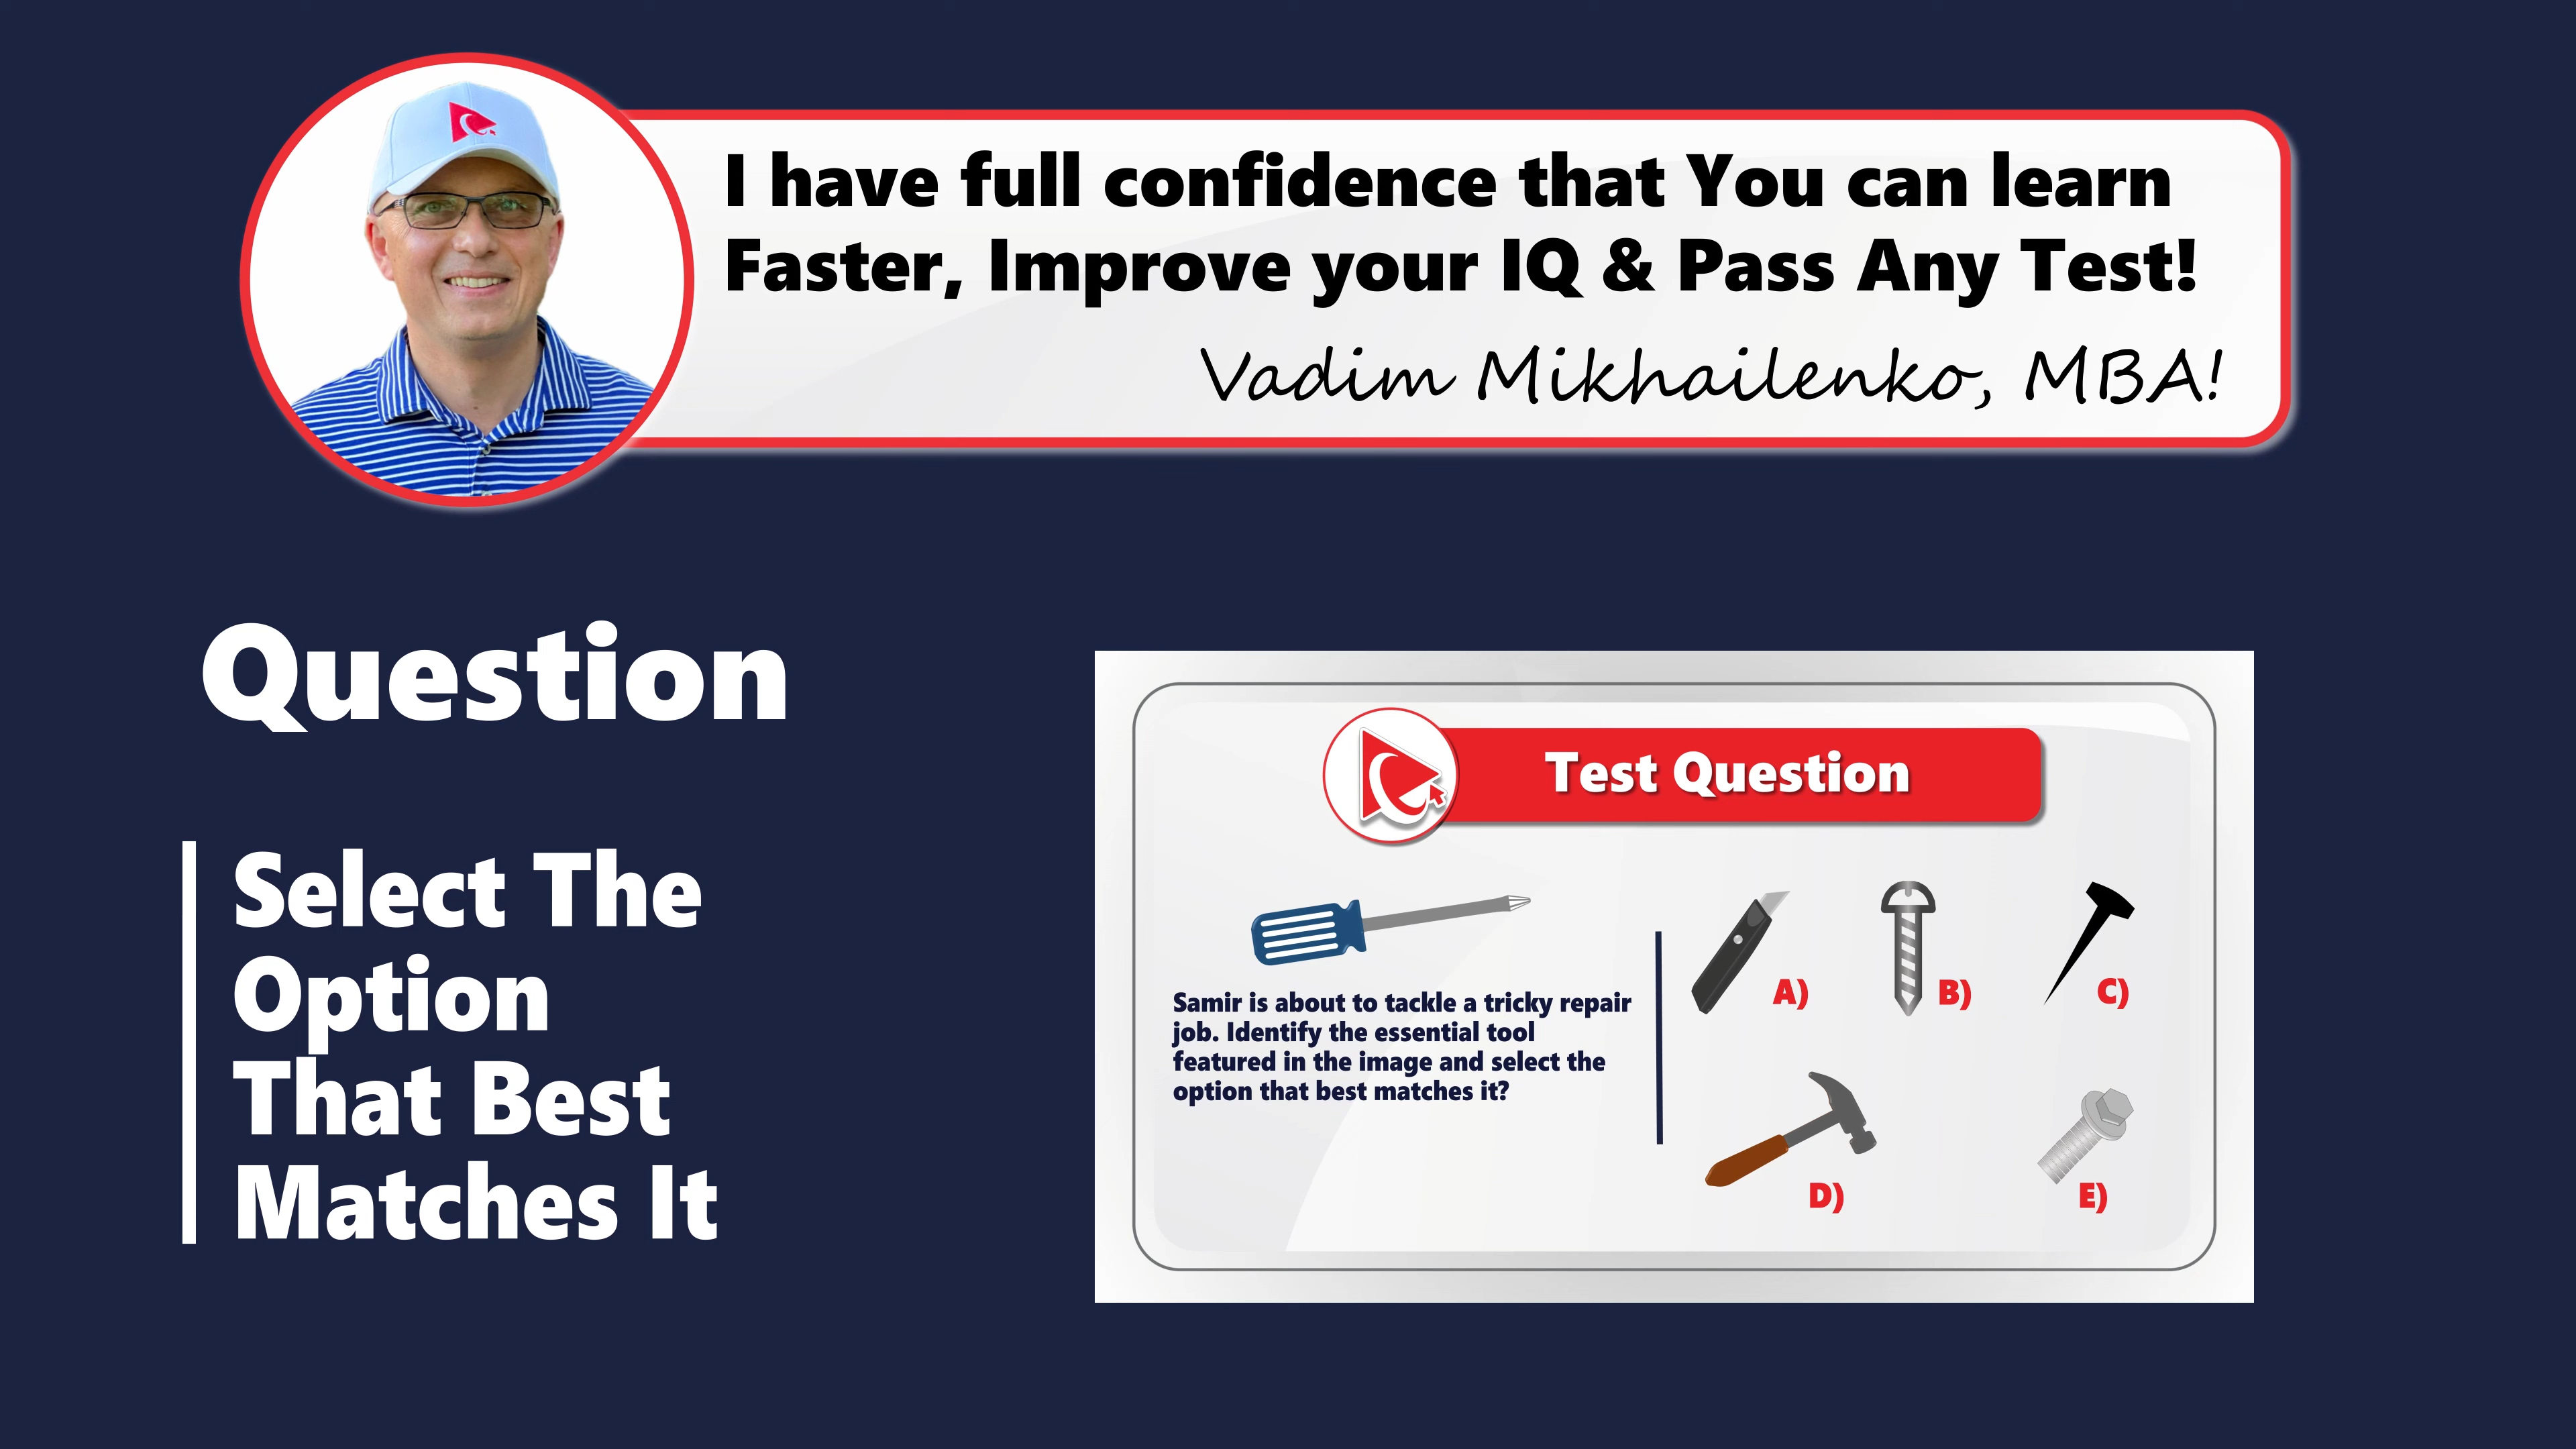 I have full confidence that You can learn
Faster, Improve your IQ & Pass Any Test!
Vadim Mikhailenko, MBA!
Question
Select The
Option
That Best
Matches It
Test Question
Samir is about to tackle a tricky repair
job. Identify the essential tool
featured in the image and select the
option that best matches it?
A)
B)
C)
D)
E)